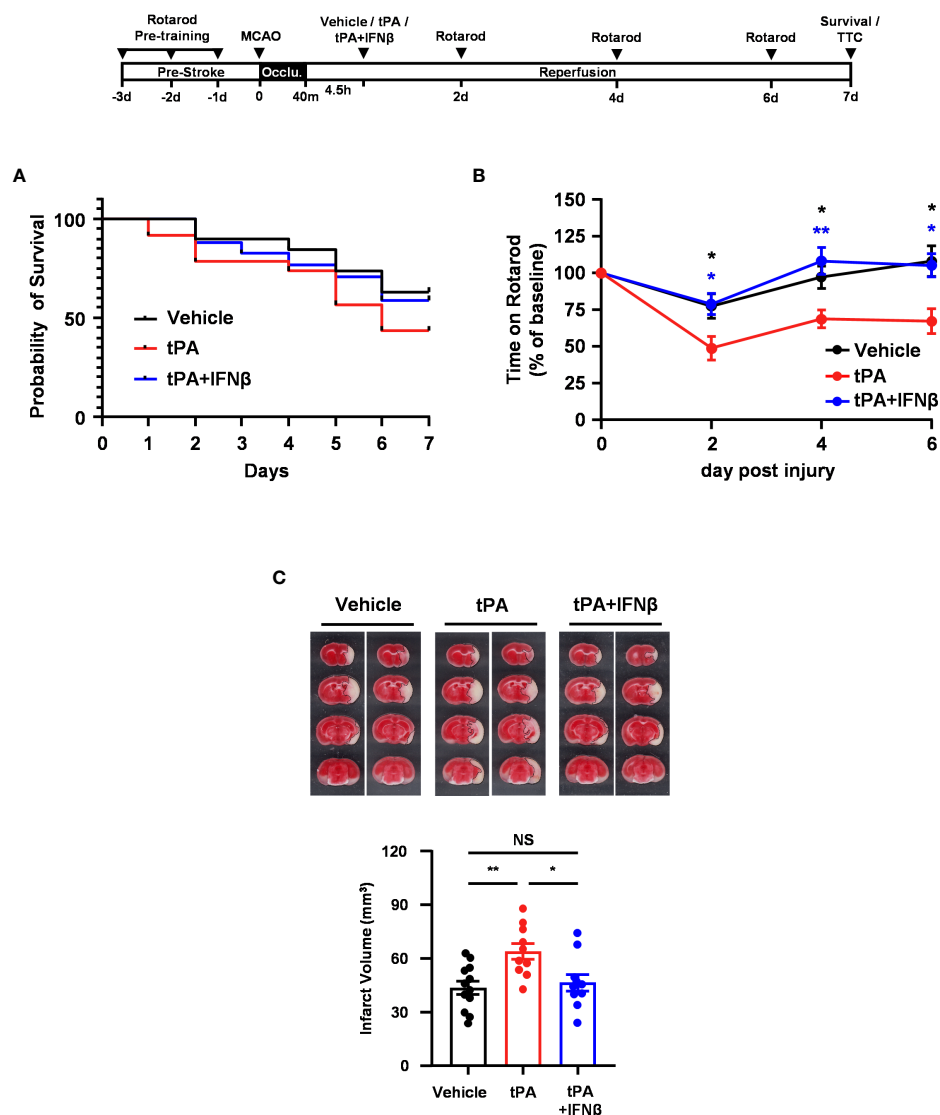 Rotarod
Pre-training
MCAO
Vehicle / tPA /
tPA+IFNβ
Rotarod
Rotarod
Rotarod
Survival /
TTC
Pre-Stroke
Occlu.
Reperfusion
-3d
-2d
-1d
0
40m
4.5h
2d
4d
6d
7d
A
Probability of Survival
100
50
0
Vehicle
tPA
tPA+IFNβ
0 1 2 3 4 5 6 7
Days
B
Time on Rotarod
(% of baseline)
150
125
100
75
50
25
0
* * *
* ** *
Vehicle
tPA
tPA+IFNβ
0 2 4 6
day post injury
C
Vehicle tPA tPA+IFNβ
Infarct Volume (mm³)
120
90
60
30
0
NS
** *
Vehicle tPA tPA
+IFNβ